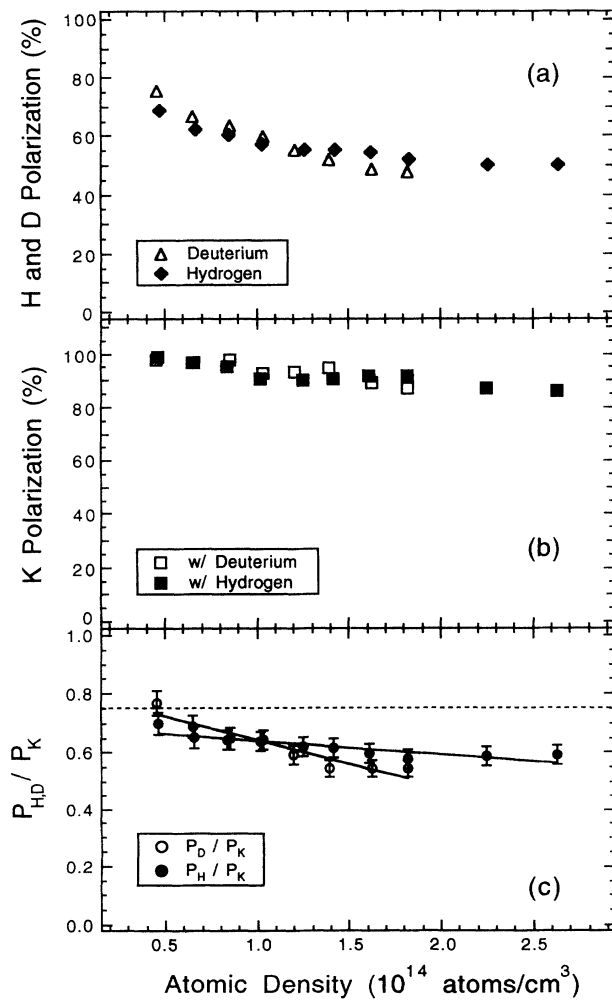 H and D Polarization (%)
100
80
60
40
20
0
(a)
Deuterium
Hydrogen
K Polarization (%)
100
80
60
40
20
0
(b)
w/ Deuterium
w/ Hydrogen
P_H,D / P_K
1.0
0.8
0.6
0.4
0.2
0.0
P_D / P_K
P_H / P_K
(c)
0.5 1.0 1.5 2.0 2.5
Atomic Density (10^14 atoms/cm^3)